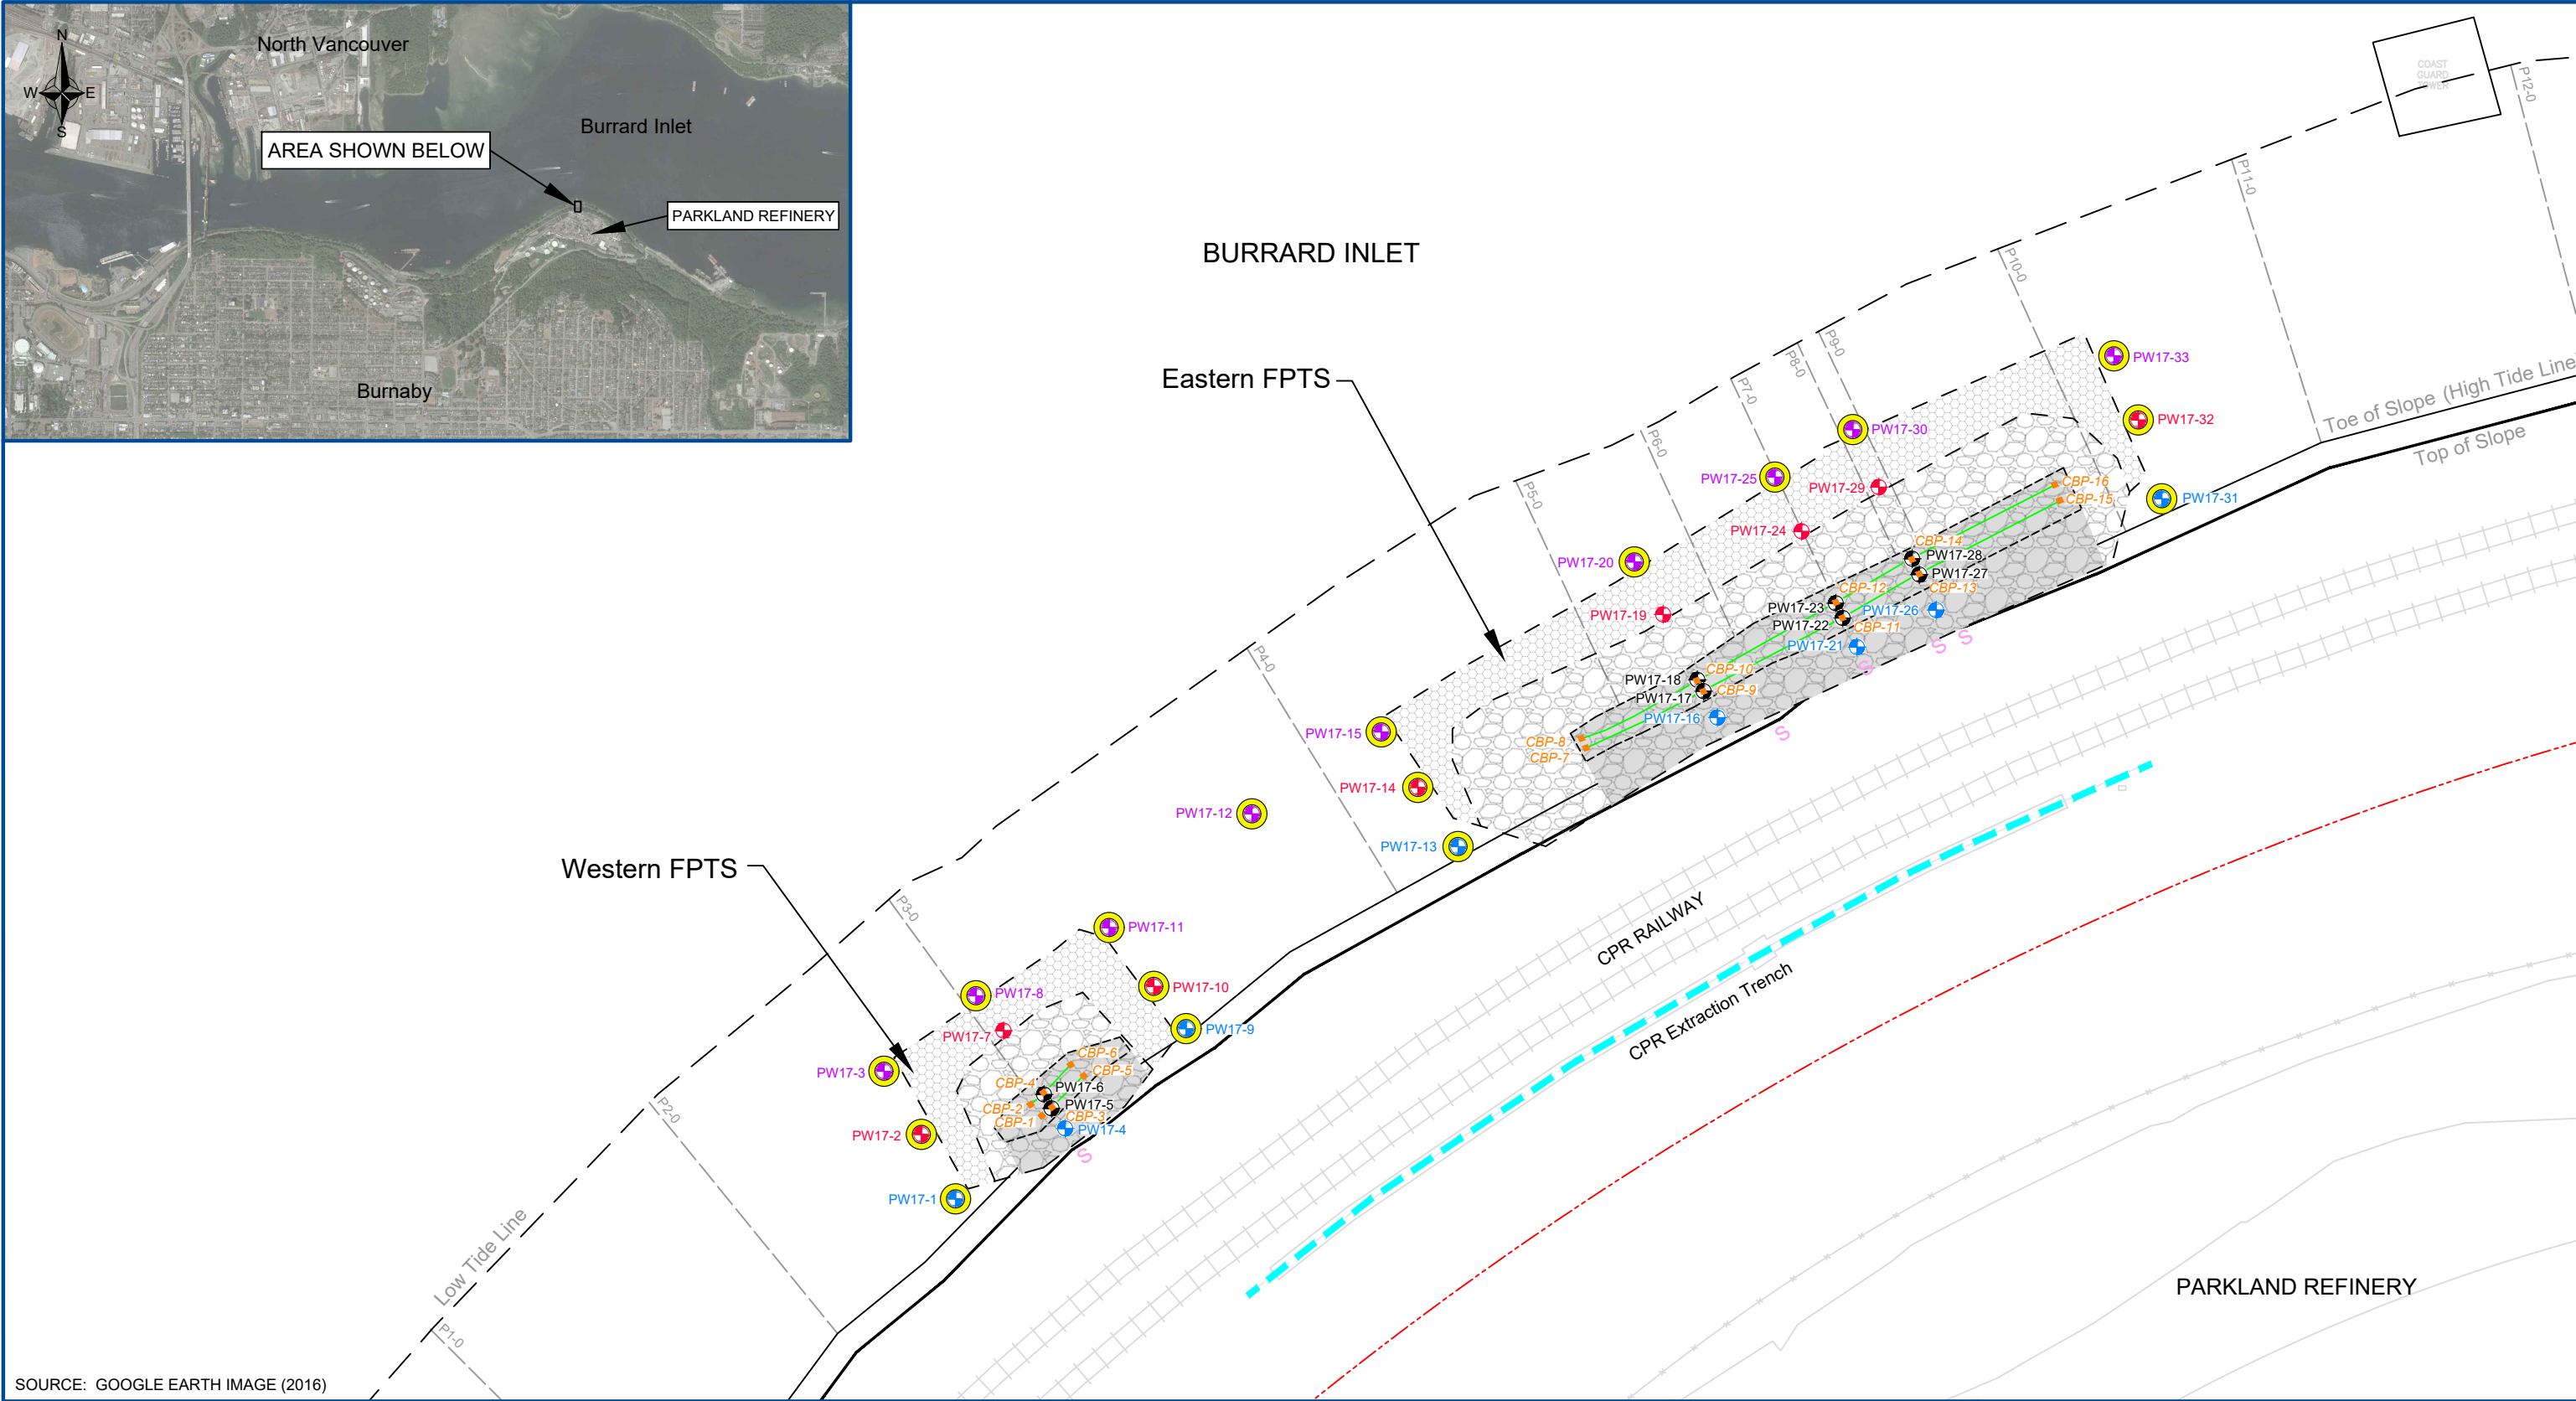 N
W
E
S
North Vancouver
Burrard Inlet
AREA SHOWN BELOW
PARKLAND REFINERY
Burnaby
COAST
GUARD
TOWER
P12-0
P11-0
P10-0
P9-0
P8-0
P7-0
P6-0
P5-0
P4-0
P3-0
P2-0
P1-0
BURRARD INLET
Eastern FPTS
Western FPTS
Toe of Slope (High Tide Line
Top of Slope
Low Tide Line
PW17-33
PW17-32
PW17-31
PW17-30
PW17-29
PW17-25
PW17-24
PW17-20
PW17-19
CBP-16
CBP-15
CBP-14
PW17-28
PW17-27
CBP-13
CBP-12
PW17-23
PW17-26
PW17-22
CBP-11
PW17-21
CBP-10
PW17-18
CBP-9
PW17-17
PW17-16
CBP-8
CBP-7
S
S
S
S
PW17-15
PW17-14
PW17-13
PW17-12
PW17-11
PW17-10
PW17-9
PW17-8
PW17-7
CBP-6
CBP-5
CBP-4
PW17-6
CBP-2
PW17-5
CBP-3
CBP-1
PW17-4
S
PW17-3
PW17-2
PW17-1
CPR RAILWAY
CPR Extraction Trench
PARKLAND REFINERY
SOURCE: GOOGLE EARTH IMAGE (2016)